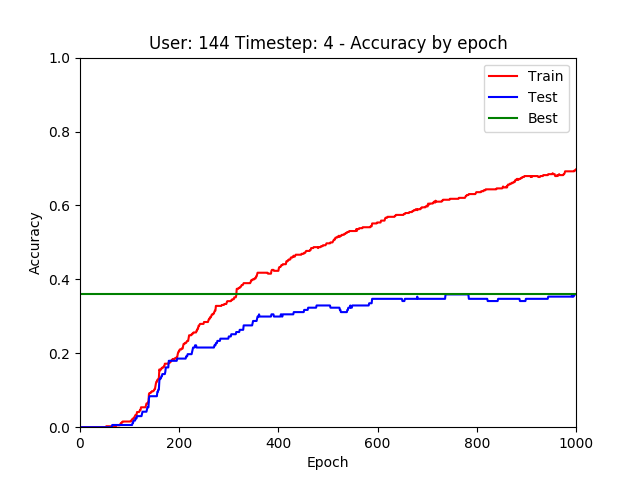 User: 144 Timestep: 4 - Accuracy by epoch
1.0
0.8
0.6
0.4
0.2
0.0
Accuracy
Train
Test
Best
0 200 400 600 800 1000
Epoch